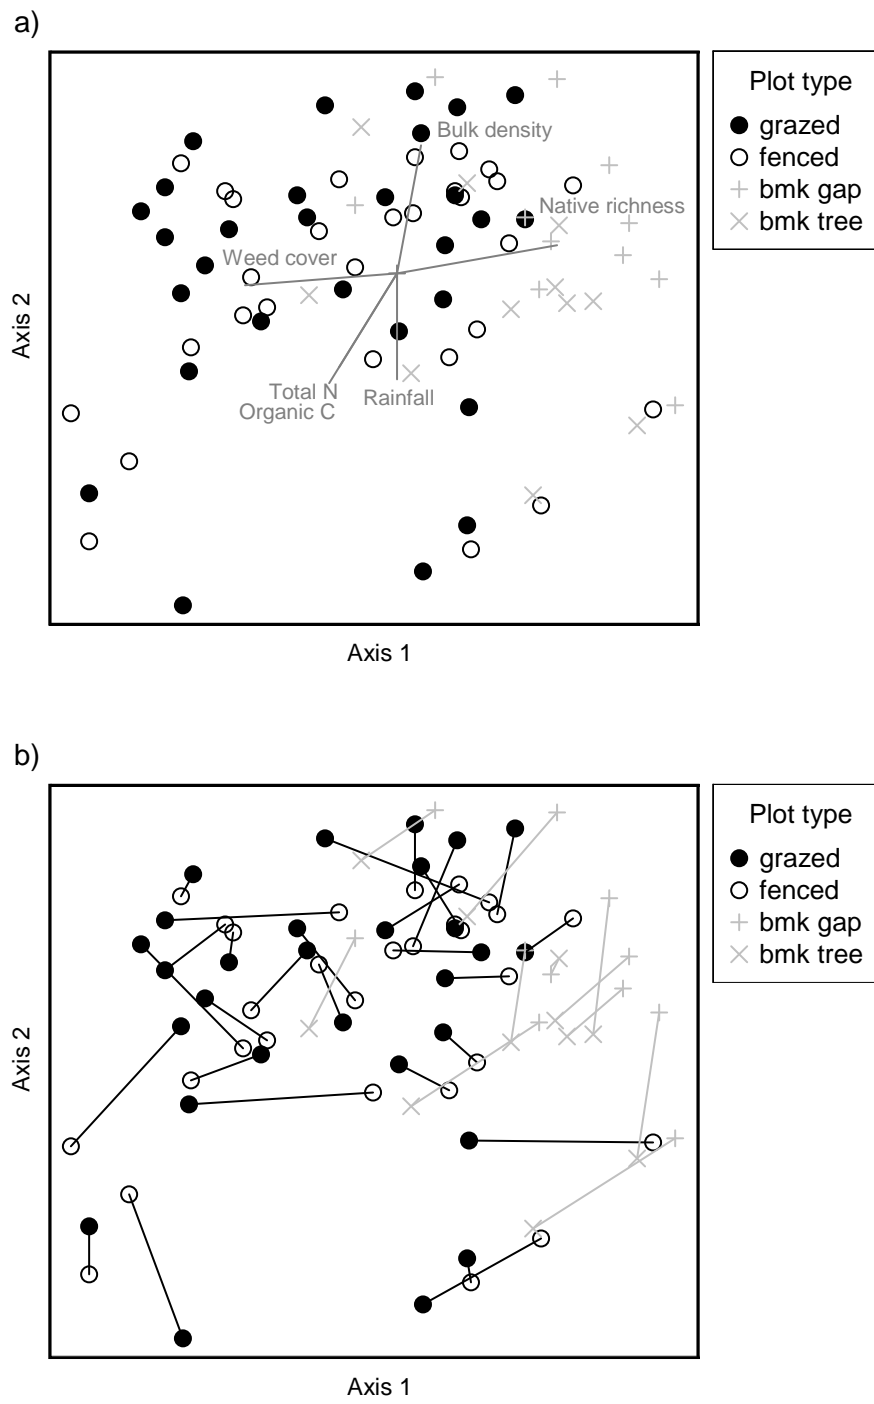 a)
Plot type
grazed
fenced
bmk gap
bmk tree
Bulk density
Native richness
Weed cover
Total N
Organic C
Rainfall
Axis 2
Axis 1
b)
Plot type
grazed
fenced
bmk gap
bmk tree
Axis 2
Axis 1